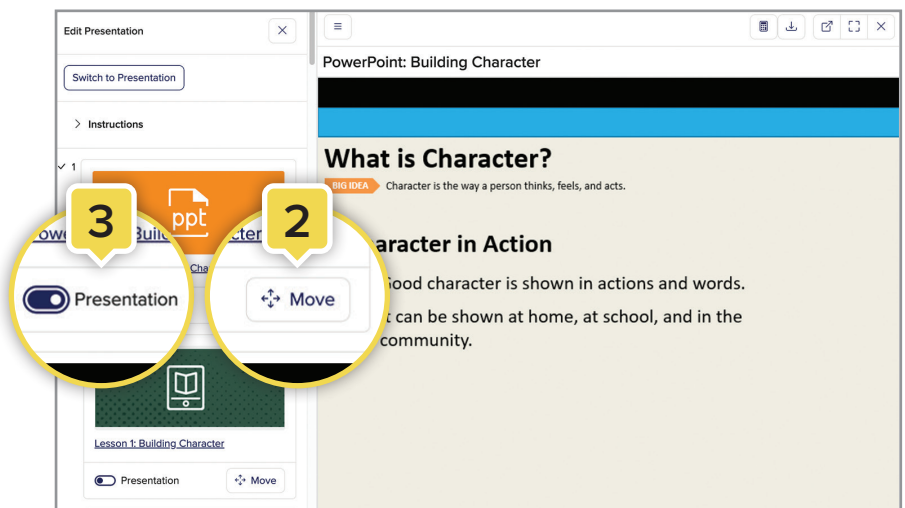 Edit Presentation
Switch to Presentation
Instructions
1
ppt
3
2
Presentation
Move
PowerPoint: Building Character
What is Character?
BIG IDEA Character is the way a person thinks, feels, and acts.
in Action
Good character is shown in actions and words.
can be shown at home, at school, and in the
community.
Lesson 1: Building Character
Presentation Move